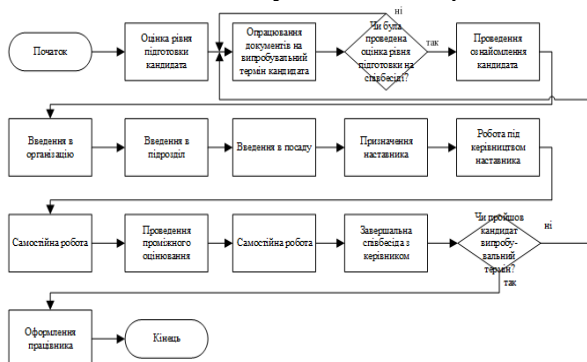 ні
Початок
Оцінка рівня
підготовки
кандидата
Опрацювання
документів на
випробувальний
термін кандидата
Чи була
проведена
оцінка рівня
підготовки на
співбесіді?
так
Проведення
ознайомлення
кандидата
Введення в
організацію
Введення в
підрозділ
Введення в посаду
Призначення
наставника
Робота під
керівництвом
наставника
Самостійна робота
Проведення
проміжного
оцінювання
Самостійна робота
Завершальна
співбесіда з
керівником
Чи пройшов
кандидат
випробу-
вальний
термін?
ні
так
Оформлення
працівника
Кінець